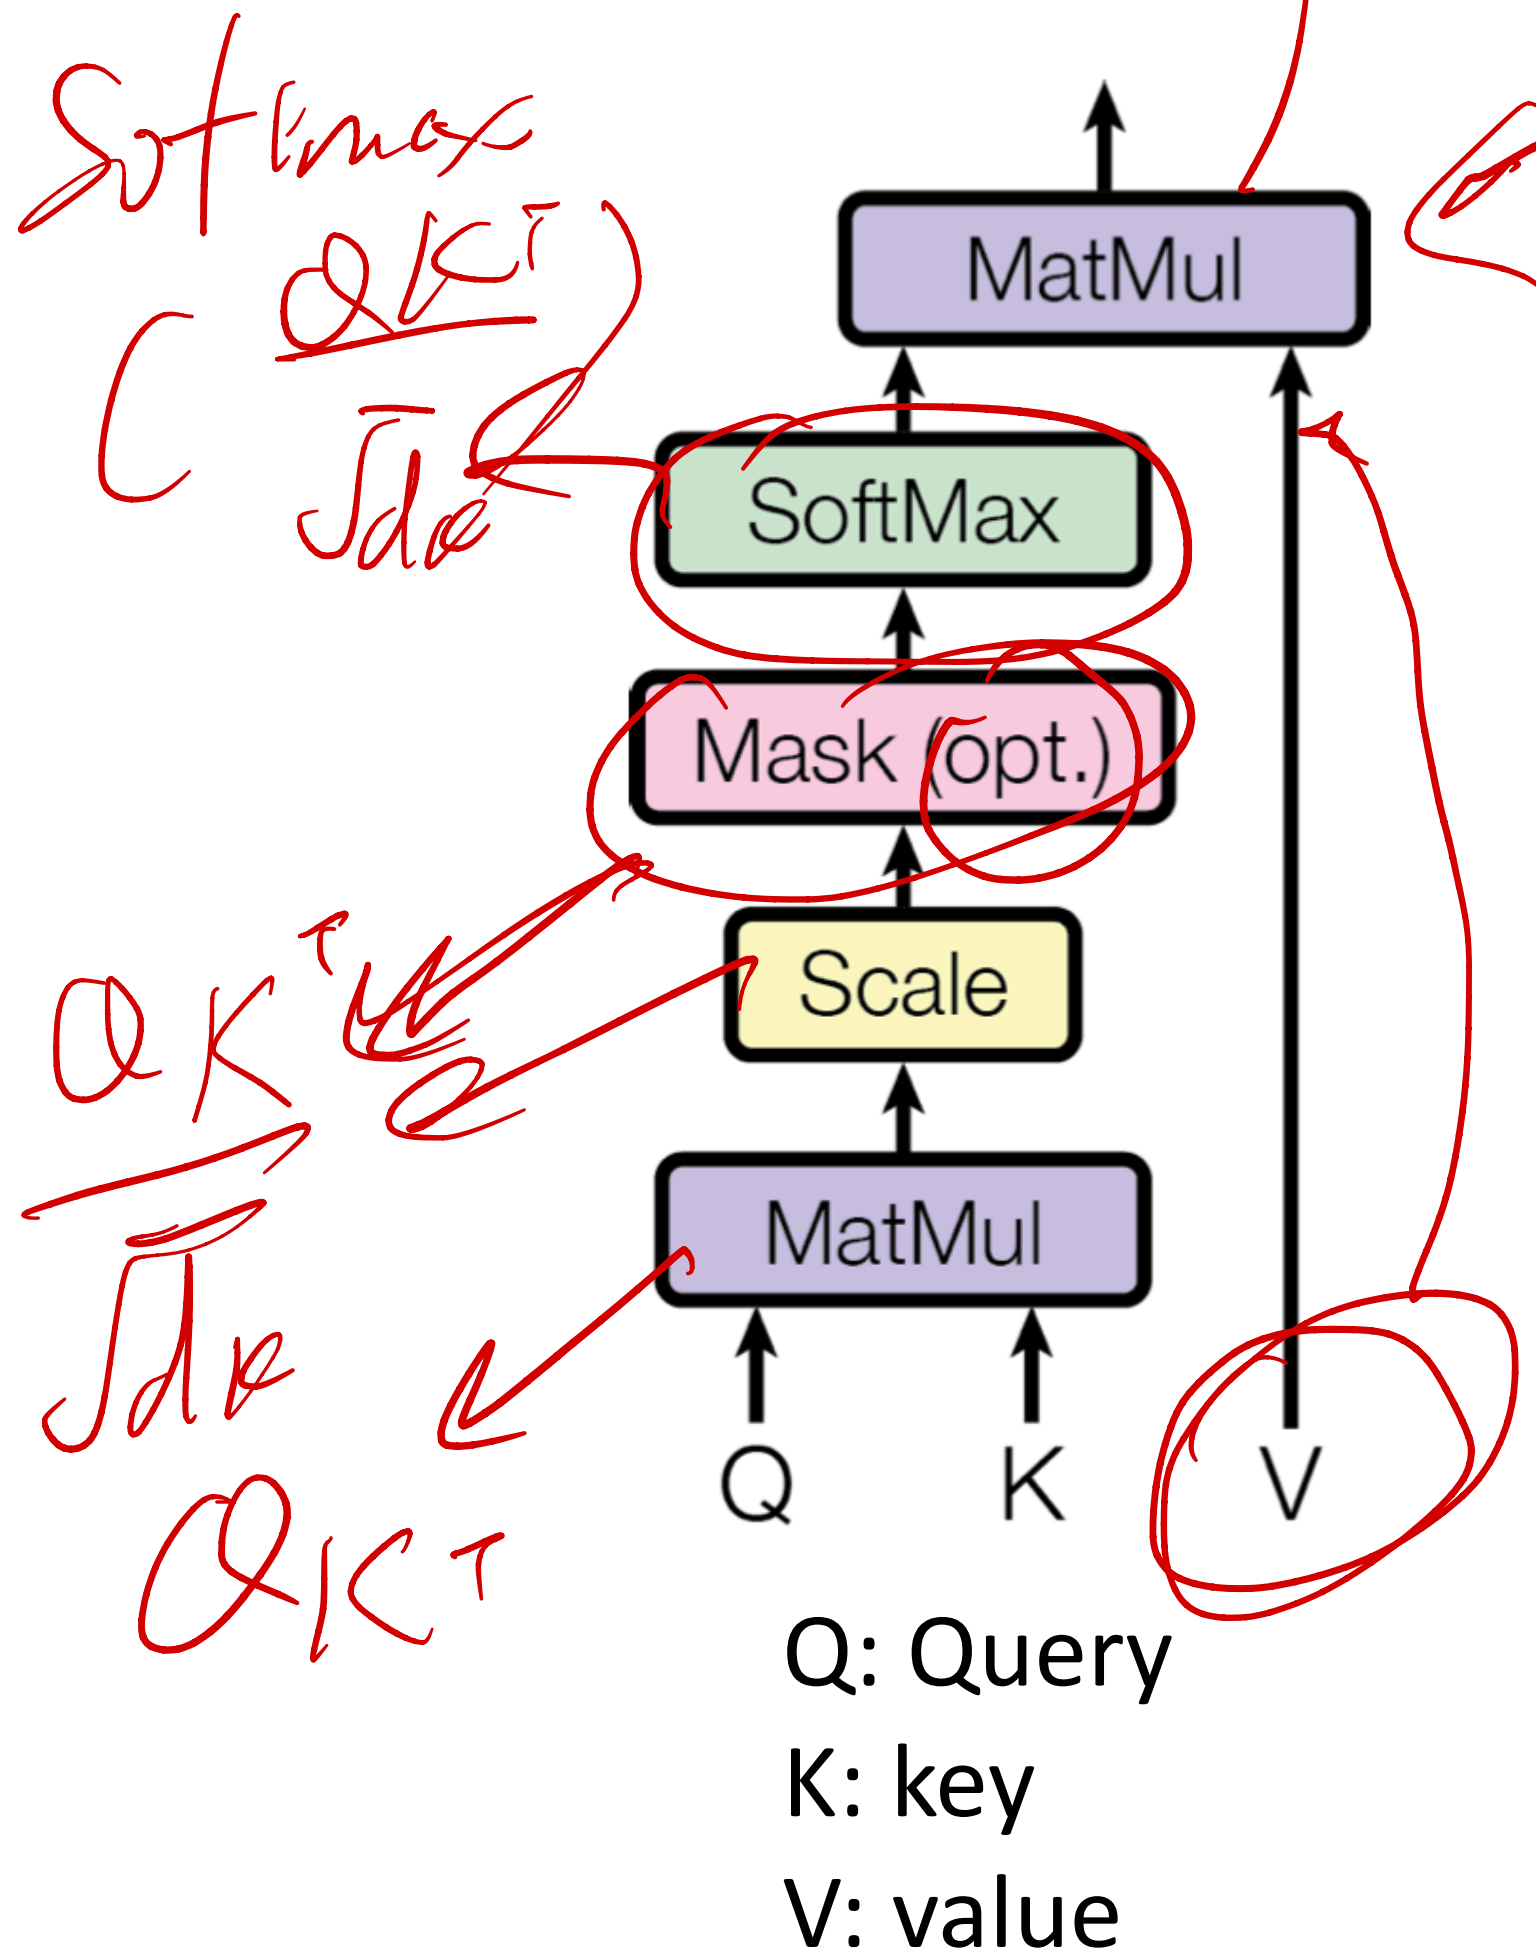 Softmax
( QKᵀ )
√dk
MatMul
SoftMax
Mask (opt.)
QKᵀ
√dk
Scale
MatMul
Q K V
QKᵀ
Q: Query
K: key
V: value